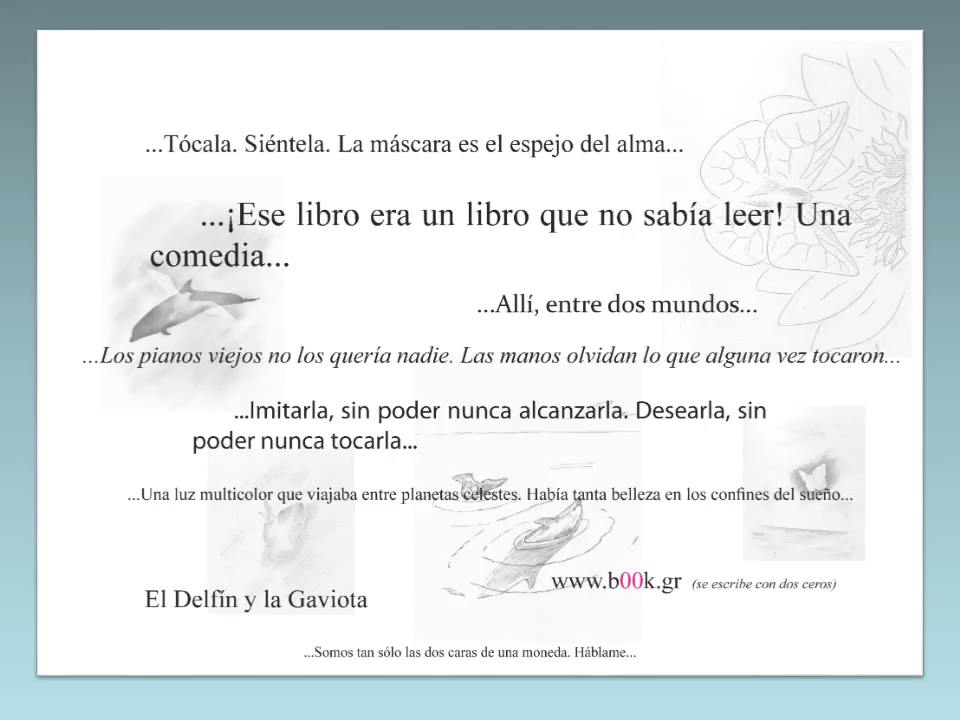 ...Tócala. Siéntela. La máscara es el espejo del alma...
...¡Ese libro era un libro que no sabía leer! Una
comedia...
...Allí, entre dos mundos...
...Los pianos viejos no los quería nadie. Las manos olvidan lo que alguna vez tocaron...
...Imitarla, sin poder nunca alcanzarla. Desearla, sin
poder nunca tocarla...
...Una luz multicolor que viajaba entre planetas celestes. Había tanta belleza en los confines del sueño...
www.b00k.gr (se escribe con dos ceros)
El Delfín y la Gaviota
...Somos tan sólo las dos caras de una moneda. Háblame...